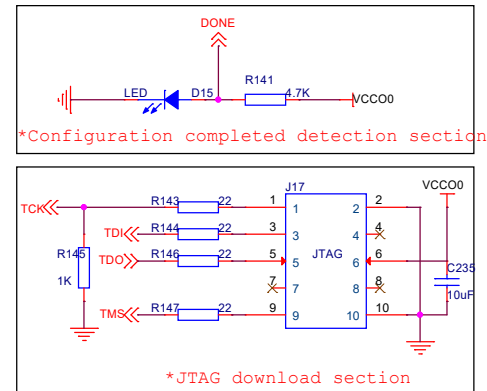 DONE
R141
LED D15 4.7K VCCO0
*Configuration completed detection section
J17
VCCO0
R143 22 1 1 2 2
TCK
TDI R144 22 3 3 4 4
R145 TDO R146 22 5 5 JTAG 6 6 C235
1K 7 7 8 8 10uF
TMS R147 22 9 9 10 10
*JTAG download section